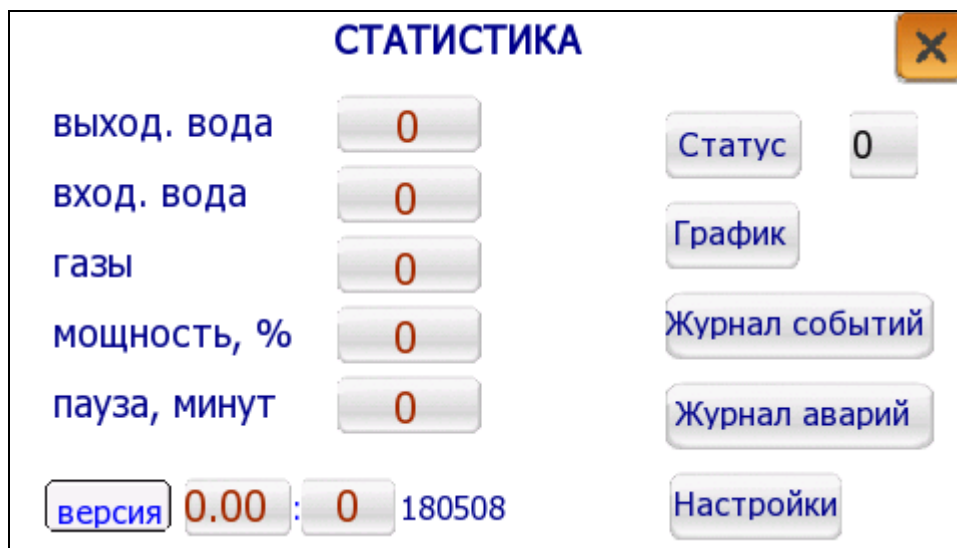 СТАТИСТИКА
выход. вода 0
вход. вода 0
газы 0
мощность, % 0
пауза, минут 0
версия 0.00 : 0 180508
Статус 0
График
Журнал событий
Журнал аварий
Настройки